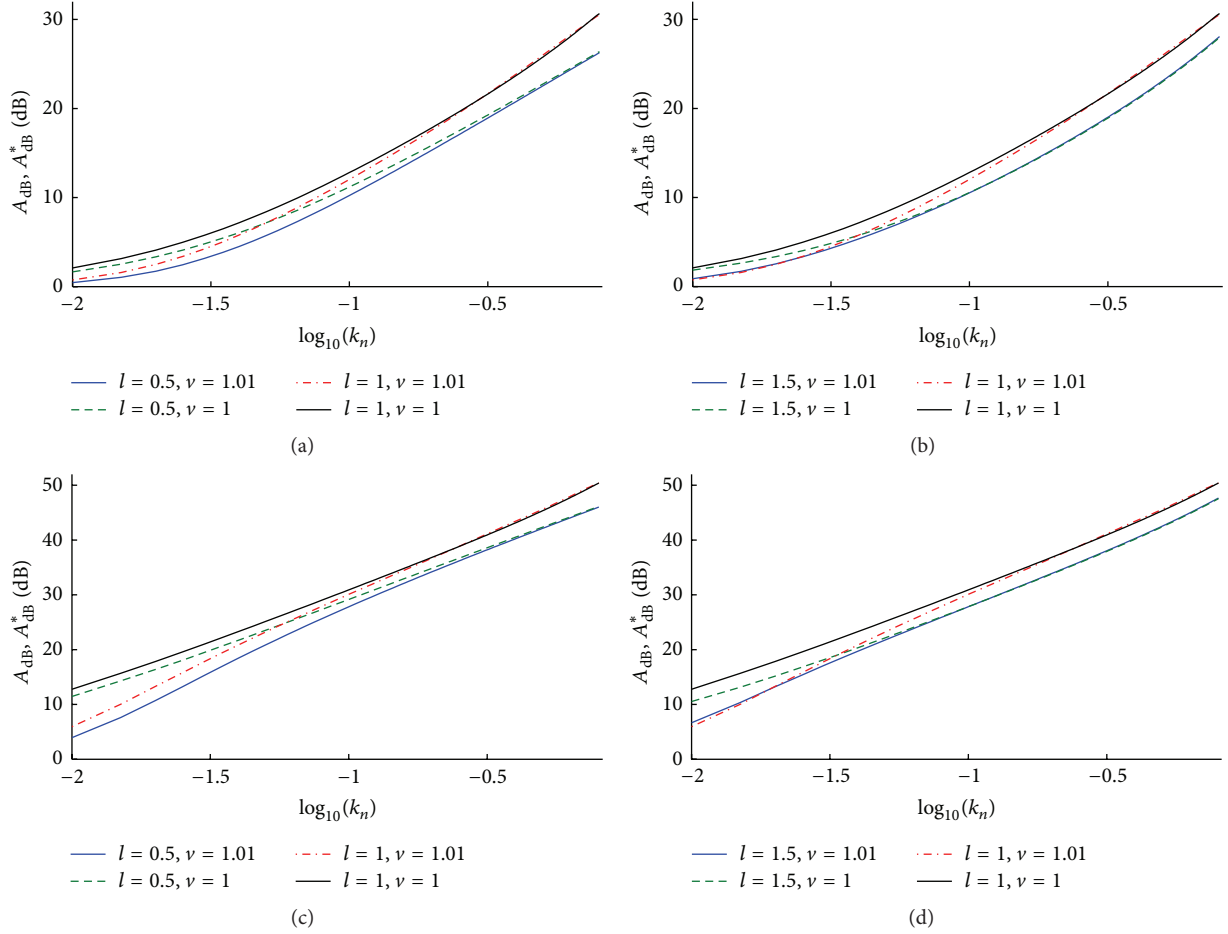 30
20
10
0
A_dB, A*_dB (dB)
−2
−1.5
−1
−0.5
log10(k_n)
l = 0.5, ν = 1.01
l = 1, ν = 1.01
l = 0.5, ν = 1
l = 1, ν = 1
(a)
30
20
10
0
A_dB, A*_dB (dB)
−2
−1.5
−1
−0.5
log10(k_n)
l = 1.5, ν = 1.01
l = 1, ν = 1.01
l = 1.5, ν = 1
l = 1, ν = 1
(b)
50
40
30
20
10
0
A_dB, A*_dB (dB)
−2
−1.5
−1
−0.5
log10(k_n)
l = 0.5, ν = 1.01
l = 1, ν = 1.01
l = 0.5, ν = 1
l = 1, ν = 1
(c)
50
40
30
20
10
0
A_dB, A*_dB (dB)
−2
−1.5
−1
−0.5
log10(k_n)
l = 1.5, ν = 1.01
l = 1, ν = 1.01
l = 1.5, ν = 1
l = 1, ν = 1
(d)